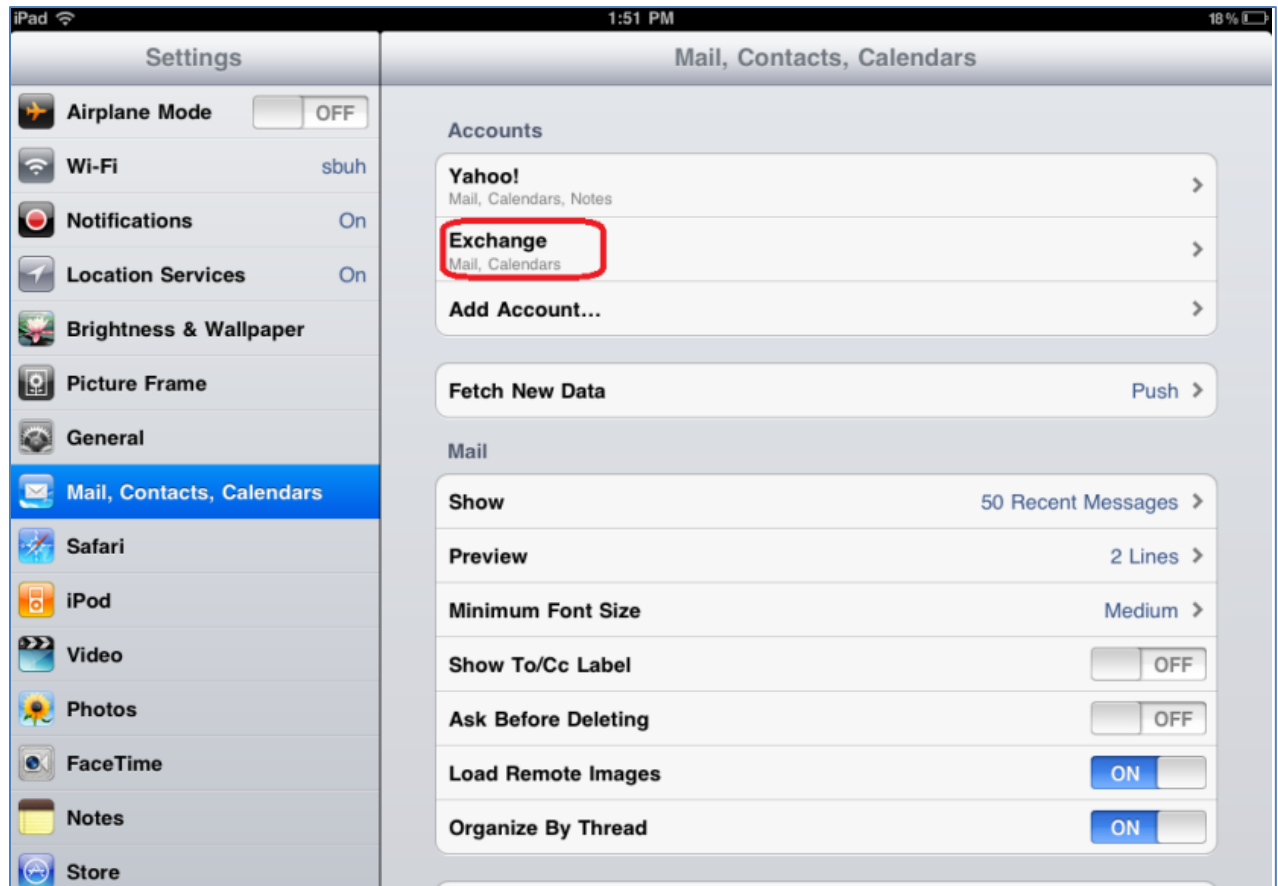 iPad 1:51 PM 18%
Settings
Airplane Mode OFF
Wi-Fi sbuh
Notifications On
Location Services On
Brightness & Wallpaper
Picture Frame
General
Mail, Contacts, Calendars
Safari
iPod
Video
Photos
FaceTime
Notes
Store
Mail, Contacts, Calendars
Accounts
Yahoo!
Mail, Calendars, Notes
Exchange
Mail, Calendars
Add Account...
Fetch New Data Push
Mail
Show 50 Recent Messages
Preview 2 Lines
Minimum Font Size Medium
Show To/Cc Label OFF
Ask Before Deleting OFF
Load Remote Images ON
Organize By Thread ON